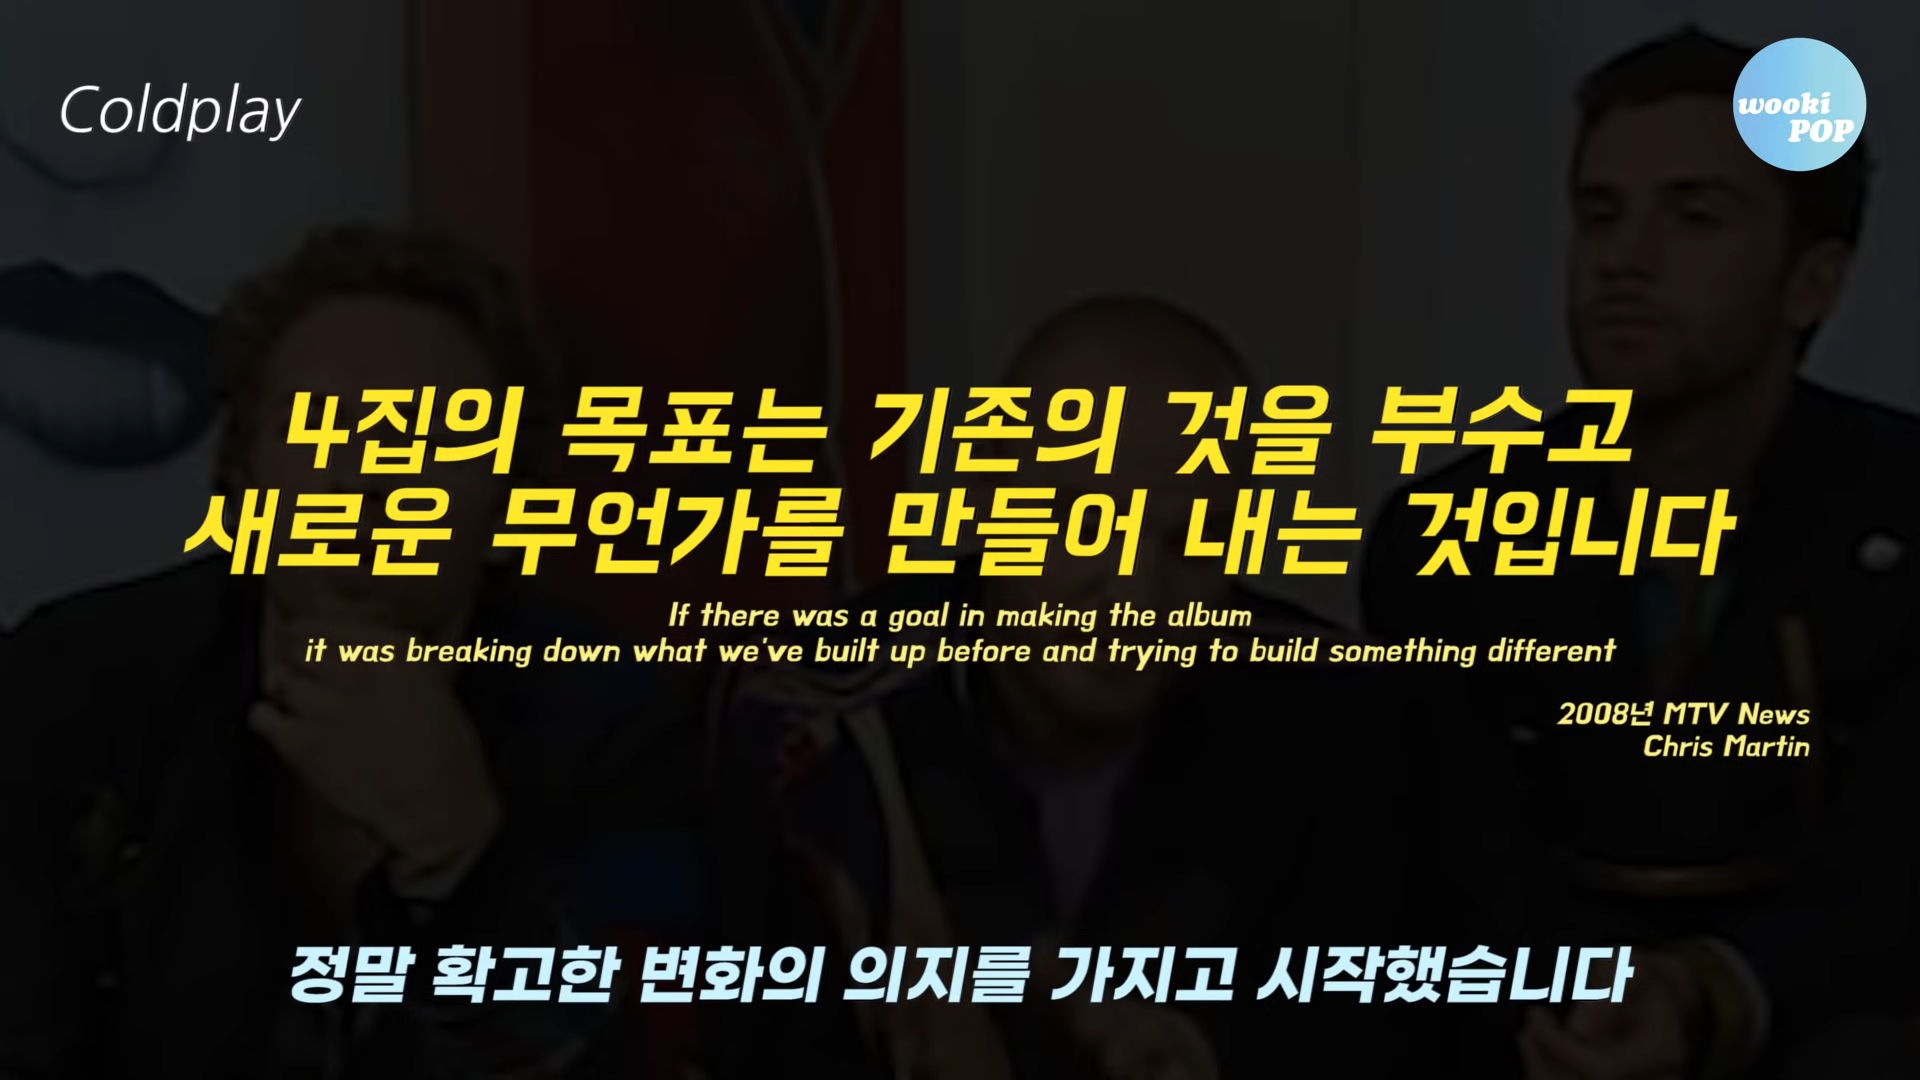 Coldplay
wooki
POP
4집의 목표는 기존의 것을 부수고
새로운 무언가를 만들어 내는 것입니다
If there was a goal in making the album
it was breaking down what we've built up before and trying to build something different
2008년 MTV News
Chris Martin
정말 확고한 변화의 의지를 가지고 시작했습니다